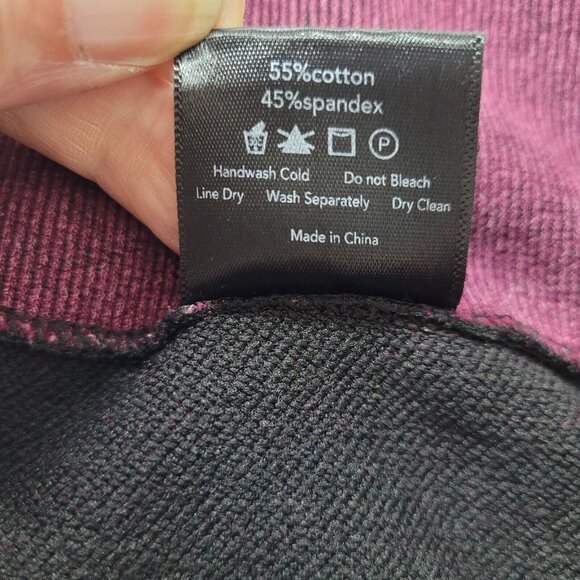 55%cotton
45%spandex
P
Handwash Cold Do not Bleach
Line Dry Wash Separately Dry Clean
Made in China